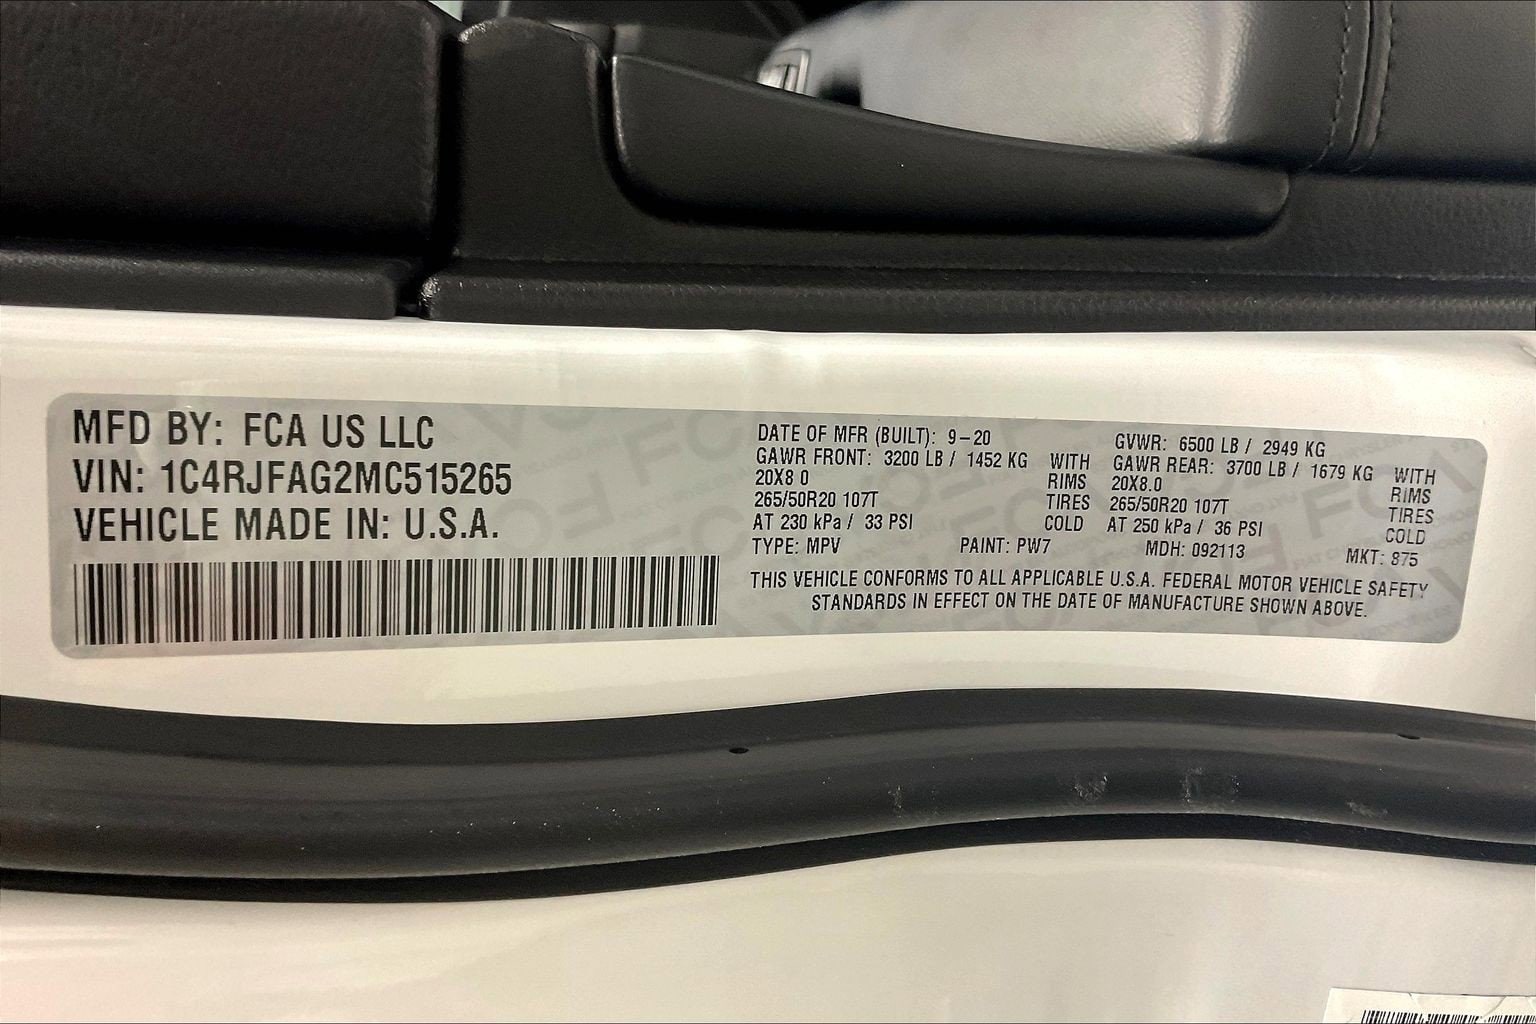 MFD BY: FCA US LLC
VIN: 1C4RJFAG2MC515265
VEHICLE MADE IN: U.S.A.
DATE OF MFR (BUILT): 9-20
GAWR FRONT: 3200 LB / 1452 KG WITH
20X8.0 RIMS
265/50R20 107T TIRES
AT 230 kPa / 33 PSI COLD
GVWR: 6500 LB / 2949 KG
GAWR REAR: 3700 LB / 1679 KG WITH
20X8.0 RIMS
265/50R20 107T TIRES
AT 250 kPa / 36 PSI COLD
TYPE: MPV PAINT: PW7 MDH: 092113 MKT: 875
THIS VEHICLE CONFORMS TO ALL APPLICABLE U.S.A. FEDERAL MOTOR VEHICLE SAFETY
STANDARDS IN EFFECT ON THE DATE OF MANUFACTURE SHOWN ABOVE.